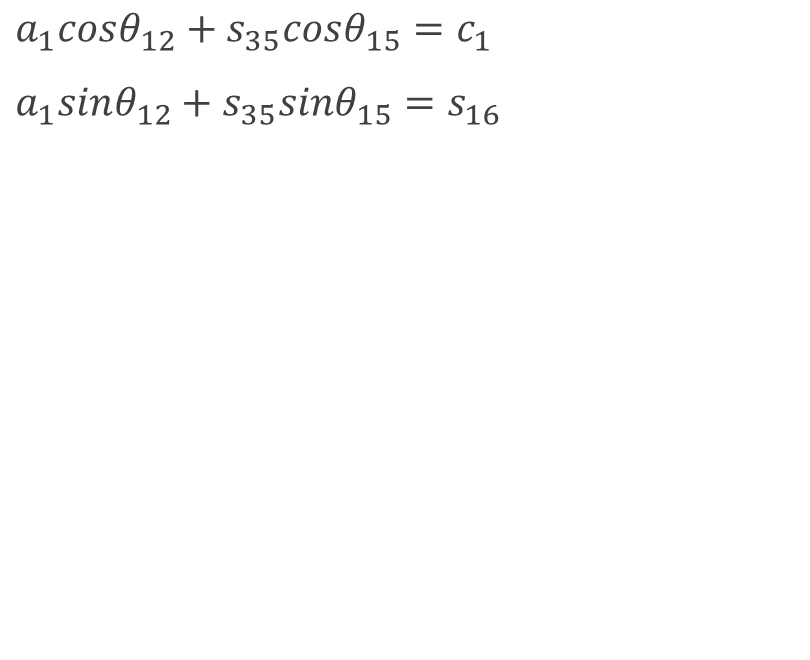 a₁cosθ₁₂ + s₃₅cosθ₁₅ = c₁
a₁sinθ₁₂ + s₃₅sinθ₁₅ = s₁₆